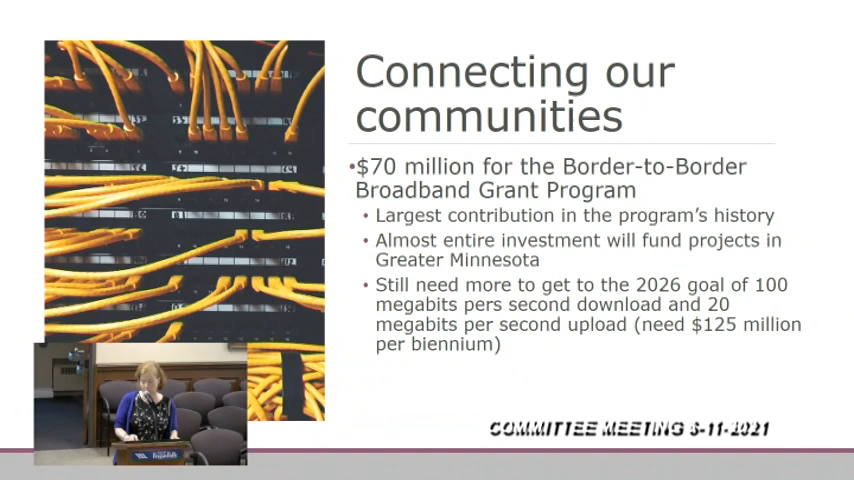 Connecting our
communities
•$70 million for the Border-to-Border
Broadband Grant Program
• Largest contribution in the program's history
• Almost entire investment will fund projects in
Greater Minnesota
• Still need more to get to the 2026 goal of 100
megabits pers second download and 20
megabits per second upload (need $125 million
per biennium)
COMMITTEE MEETING 8-11-2021